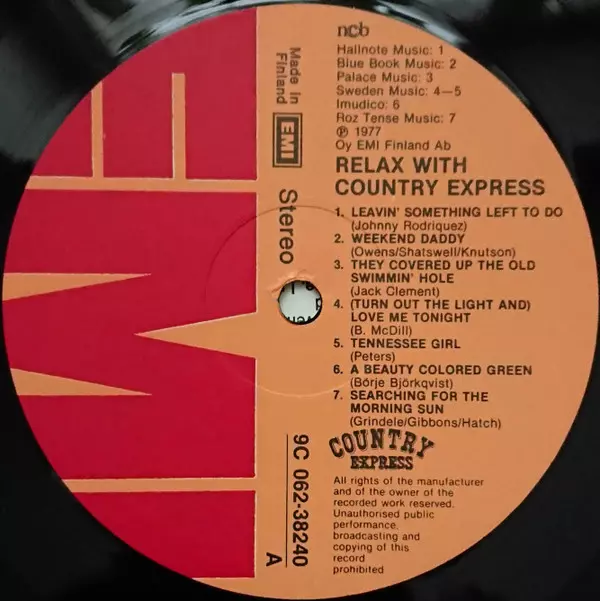 ncb
Hallnote Music: 1
Blue Book Music: 2
Palace Music: 3
Sweden Music: 4—5
Imudico: 6
Roz Tense Music: 7
℗ 1977
Oy EMI Finland Ab
Made in
Finland
EMI
Stereo
RELAX WITH
COUNTRY EXPRESS
1. LEAVIN' SOMETHING LEFT TO DO
(Johnny Rodriquez)
2. WEEKEND DADDY
(Owens/Shatswell/Knutson)
3. THEY COVERED UP THE OLD
SWIMMIN' HOLE
(Jack Clement)
4. (TURN OUT THE LIGHT AND)
LOVE ME TONIGHT
(B. McDill)
5. TENNESSEE GIRL
(Peters)
6. A BEAUTY COLORED GREEN
(Börje Björkqvist)
7. SEARCHING FOR THE
MORNING SUN
(Grindele/Gibbons/Hatch)
COUNTRY
EXPRESS
9C 062-38240
A
All rights of the manufacturer
and of the owner of the
recorded work reserved.
Unauthorised public
performance,
broadcasting and
copying of this
record
prohibited
EMI